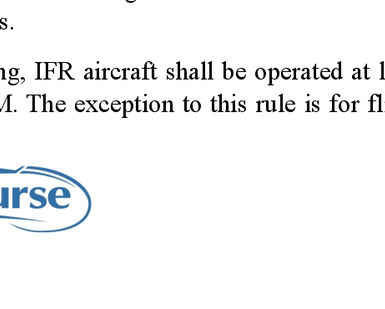 s.
ng, IFR aircraft shall be operated at l
M. The exception to this rule is for fl
urse